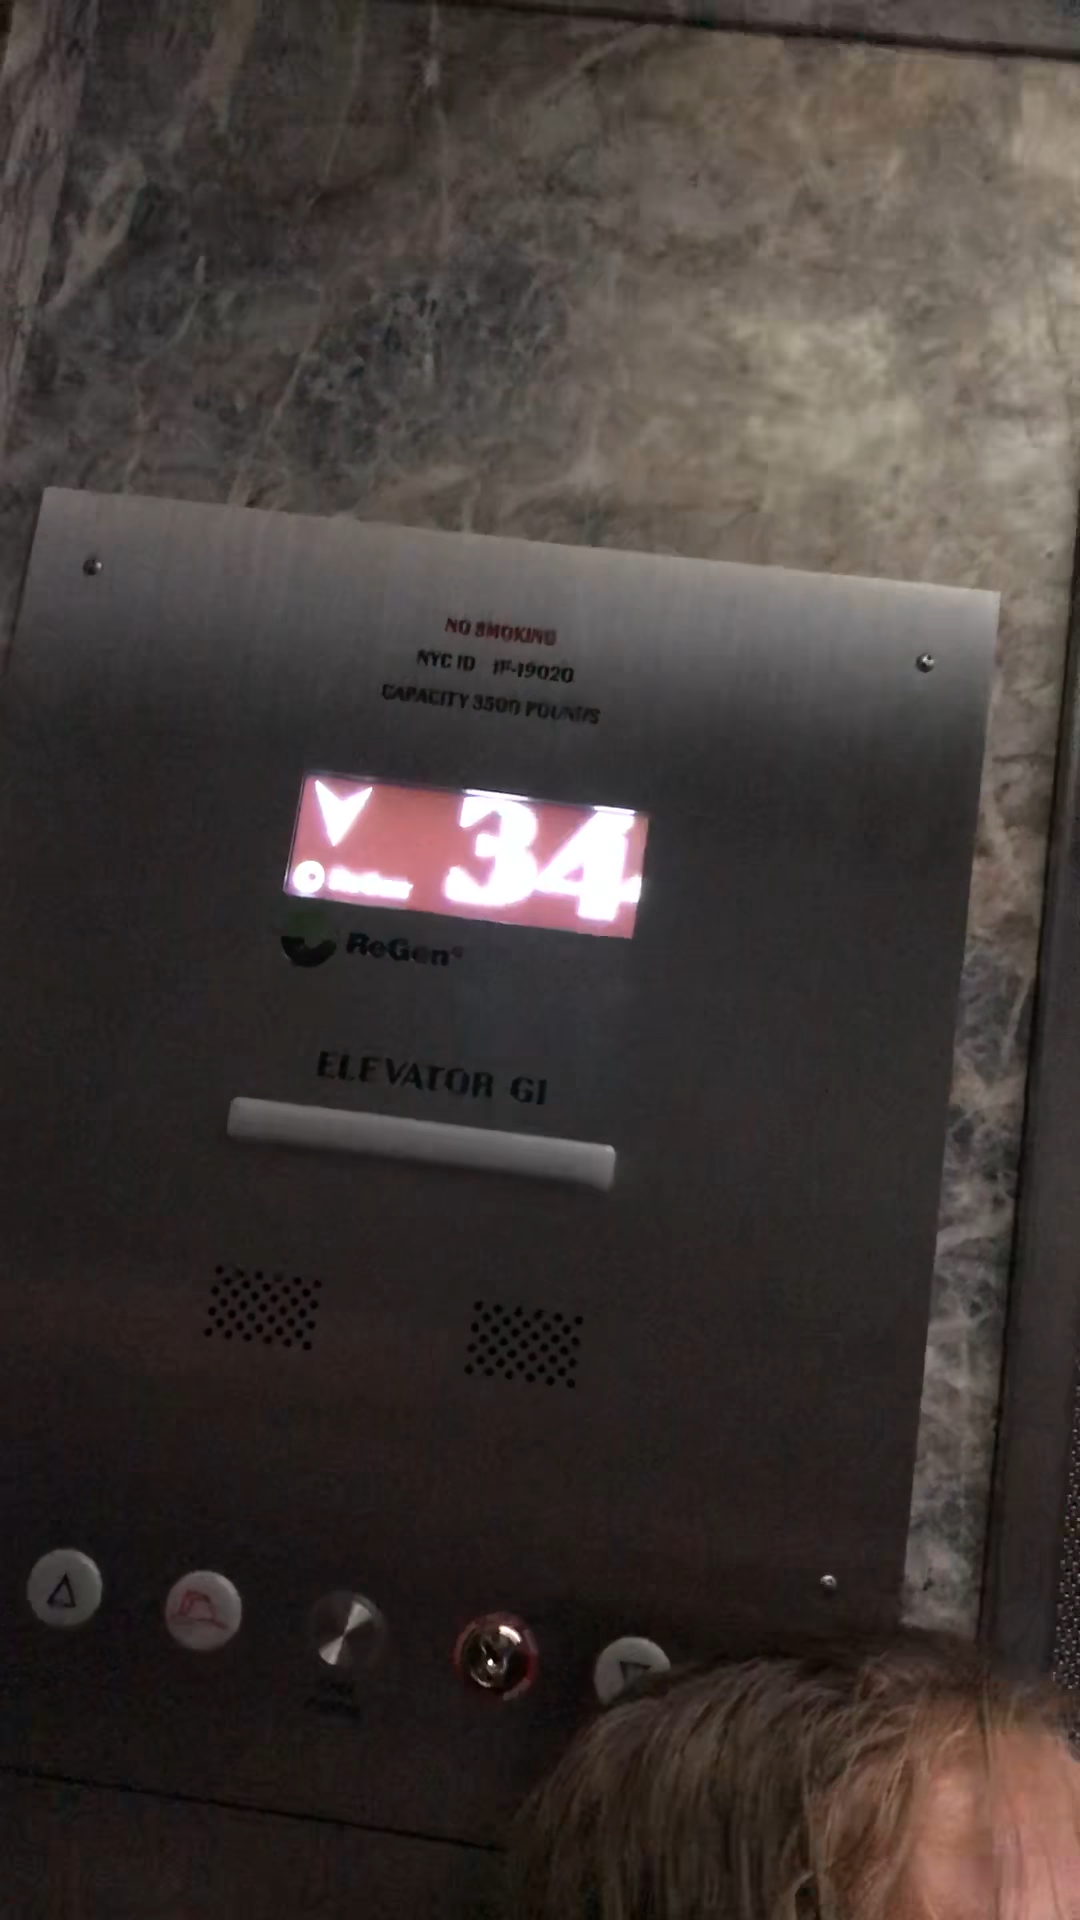 NO SMOKING
NYC ID 1F-19020
CAPACITY 3500 POUNDS
34
ReGen
ELEVATOR G1